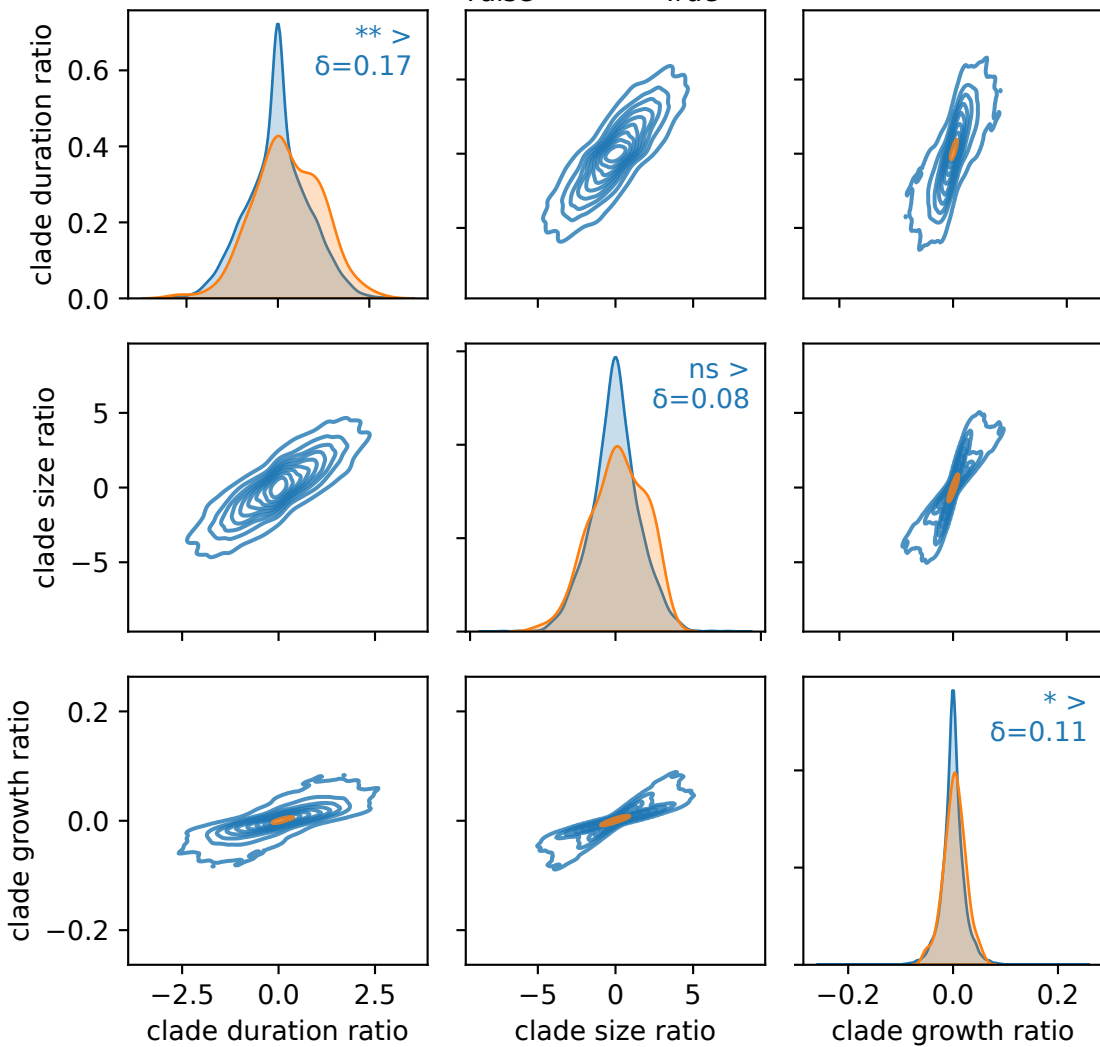 clade duration ratio
0.6
0.4
0.2
0.0
** >
δ=0.17
clade size ratio
5
0
−5
ns >
δ=0.08
clade growth ratio
0.2
0.0
−0.2
* >
δ=0.11
−2.5 0.0 2.5
−5 0 5
−0.2 0.0 0.2
clade duration ratio
clade size ratio
clade growth ratio